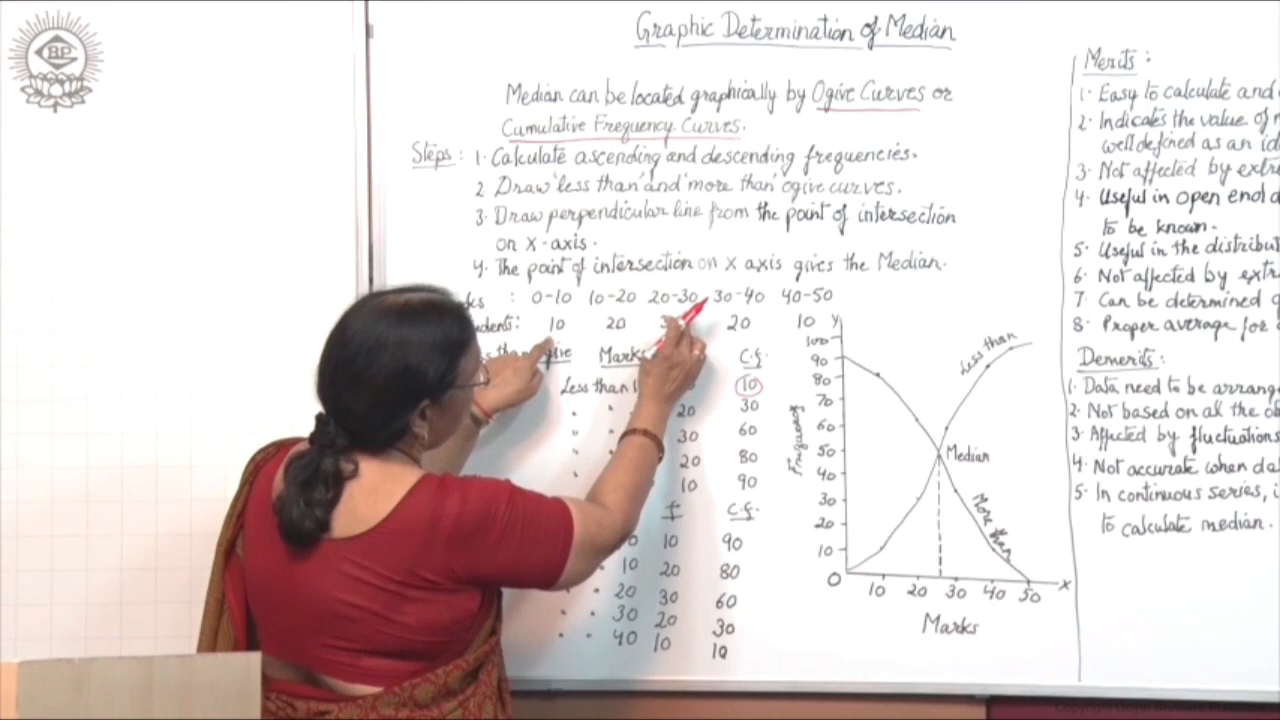 CBP
Graphic Determination of Median
Median can be located graphically by Ogive Curves or
Cumulative Frequency Curves.
Steps: 1. Calculate ascending and descending frequencies.
2. Draw 'less than' and 'more than' ogive curves.
3. Draw perpendicular line from the point of intersection
on X-axis.
4. The point of intersection on X axis gives the Median.
: 0-10 10-20 20-30 30-40 40-50
: 10 20 20 10
Marks c.f.
Less than 10
20 30
30 60
20 80
10 90
f c.f.
10 90
10 20 80
20 30 60
30 20 30
40 10 10
Y
100
90
80
70
60
50
40
30
20
10
0
Frequency
Less than
Median
More than
10 20 30 40 50 X
Marks
Merits:
1. Easy to calculate and
2. Indicates the value of
well defined as an
3. Not affected by
4. Useful in open end
to be known.
5. Useful in the
6. Not affected by
7. Can be determined
8. Proper average for
Demerits:
1. Data need to be
2. Not based on all the
3. Affected by fluctuations
4. Not accurate when
5. In continuous series,
to calculate median.